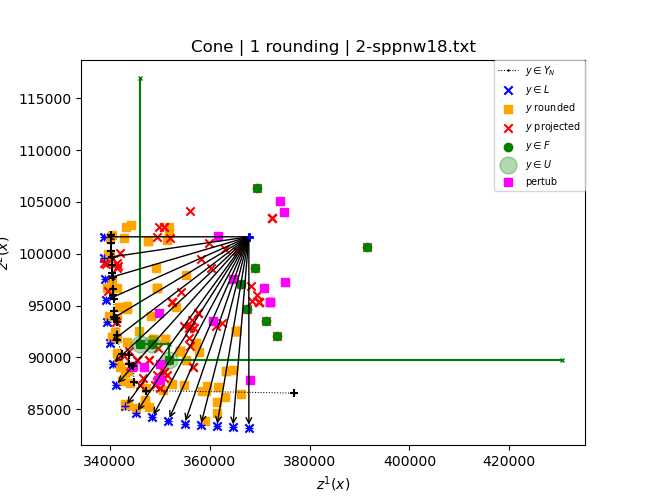 Cone | 1 rounding | 2-sppnw18.txt
y ∈ Y_N
y ∈ L
y rounded
y projected
y ∈ F
y ∈ U
pertub
115000
110000
105000
100000
95000
90000
85000
z²(x)
340000 360000 380000 400000 420000
z¹(x)